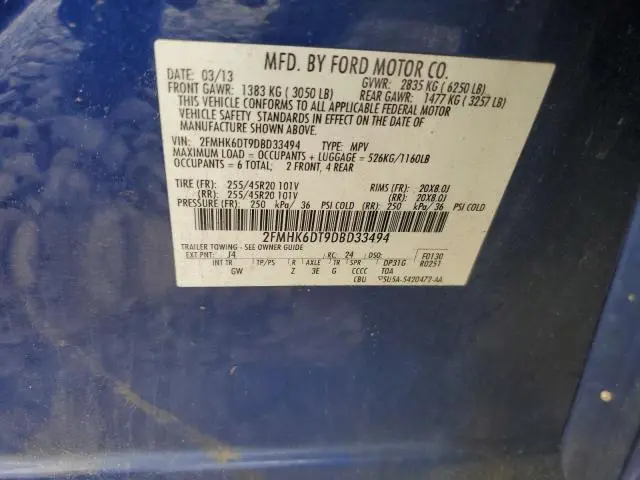 MFD. BY FORD MOTOR CO.
DATE: 03/13 GVWR: 2835 KG ( 6250 LB)
FRONT GAWR: 1383 KG ( 3050 LB) REAR GAWR: 1477 KG ( 3257 LB)
THIS VEHICLE CONFORMS TO ALL APPLICABLE FEDERAL MOTOR
VEHICLE SAFETY STANDARDS IN EFFECT ON THE DATE OF
MANUFACTURE SHOWN ABOVE.
VIN: 2FMHK6DT9DBD33494 TYPE: MPV
MAXIMUM LOAD = OCCUPANTS + LUGGAGE = 526KG/1160LB
OCCUPANTS = 6 TOTAL; 2 FRONT, 4 REAR
TIRE (FR): 255/45R20 101V RIMS (FR): 20X8.0J
(RR): 255/45R20 101V (RR): 20X8.0J
PRESSURE (FR): 250 kPa/ 36 PSI COLD (RR): 250 kPa/ 36 PSI COLD
2FMHK6DT9DBD33494
TRAILER TOWING - SEE OWNER GUIDE
EXT PNT: J4 RC: 24 DSO: F0130
INT TR TP/PS R AXLE TR SPR DP31G R0251
GW Z 3E G CCCC TOA
CBU 5U5A-5420472-AA